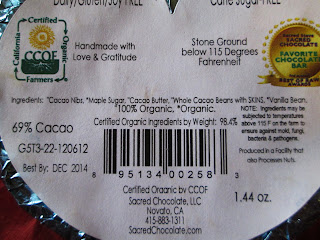 Dairy/Gluten/Soy-FREE
Cane Sugar-FREE
Certified Organic
CCOF
Farmers
Handmade with
Love & Gratitude
Stone Ground
below 115 Degrees
Fahrenheit
SACRED
CHOCOLATE
FAVORITE
CHOCOLATE
BAR
BEST OF RAW
AWARDS
Ingredients: *Cacao Nibs, *Maple Sugar, *Cacao Butter, *Whole Cacao Beans with SKINS, *Vanilla Bean.
*100% Organic, *Organic.
Certified Organic Ingredients by Weight: 98.4%
69% Cacao
G5T3-22-120612
Best By: DEC 2014
NOTE: Ingredients may be
subjected to temperatures
above 115 F on the farm to
ensure against mold, fungi,
bacteria & pathogens
Produced in a Facility that
also Processes Nuts.
8 95134 00258 3
Certified Organic by CCOF
Sacred Chocolate, LLC
Novato, CA
415-883-1311
SacredChocolate.com
1.44 oz.